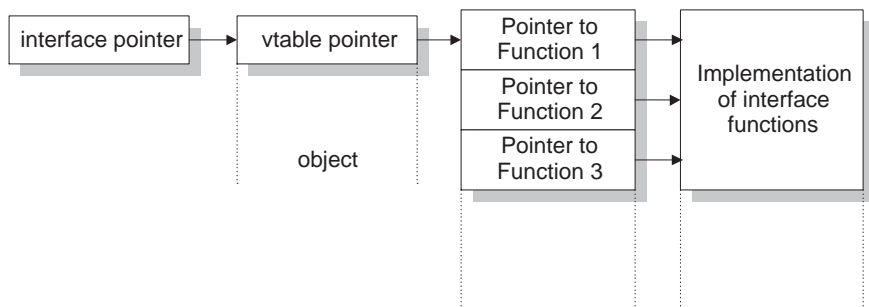 interface pointer
vtable pointer
object
Pointer to
Function 1
Pointer to
Function 2
Pointer to
Function 3
Implementation
of interface
functions